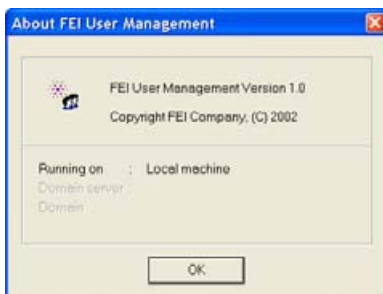 About FEI User Management
FEI User Management Version 1.0
Copyright FEI Company, (C) 2002
Running on : Local machine
Domain server :
Domain :
OK